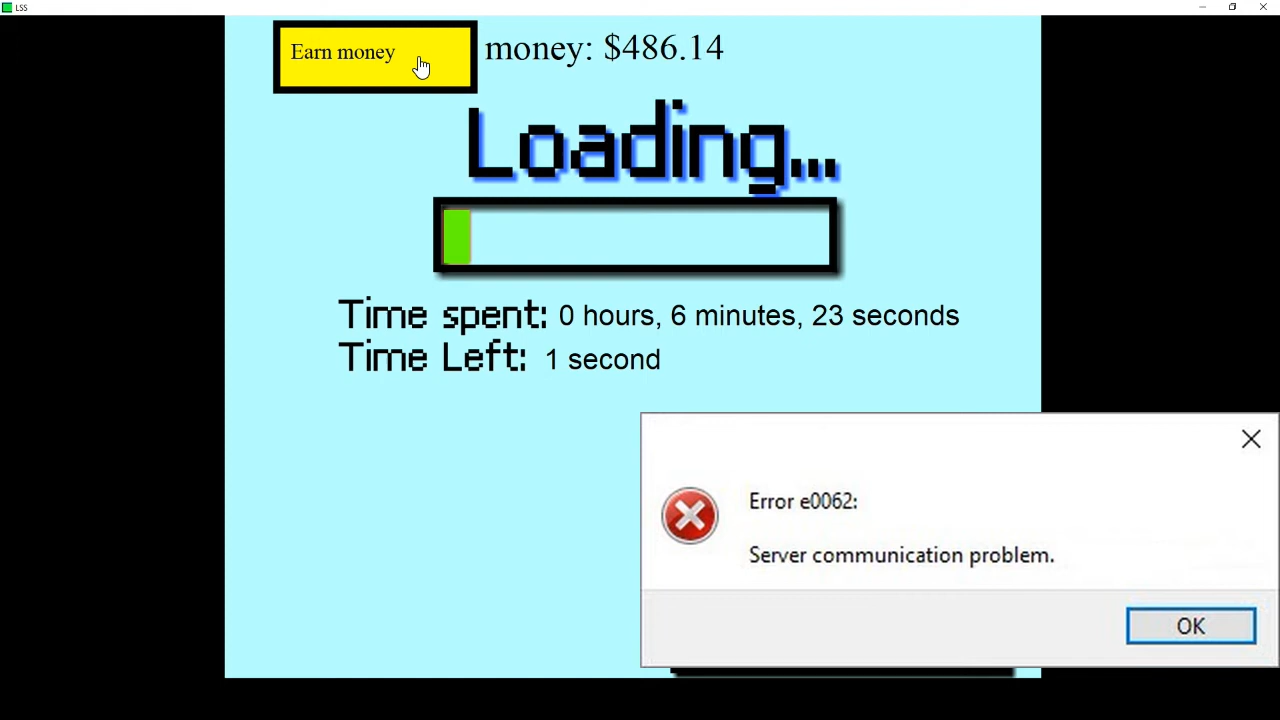 LSS
Earn money
money: $486.14
Loading...
Time spent: 0 hours, 6 minutes, 23 seconds
Time Left: 1 second
Error e0062:
Server communication problem.
OK